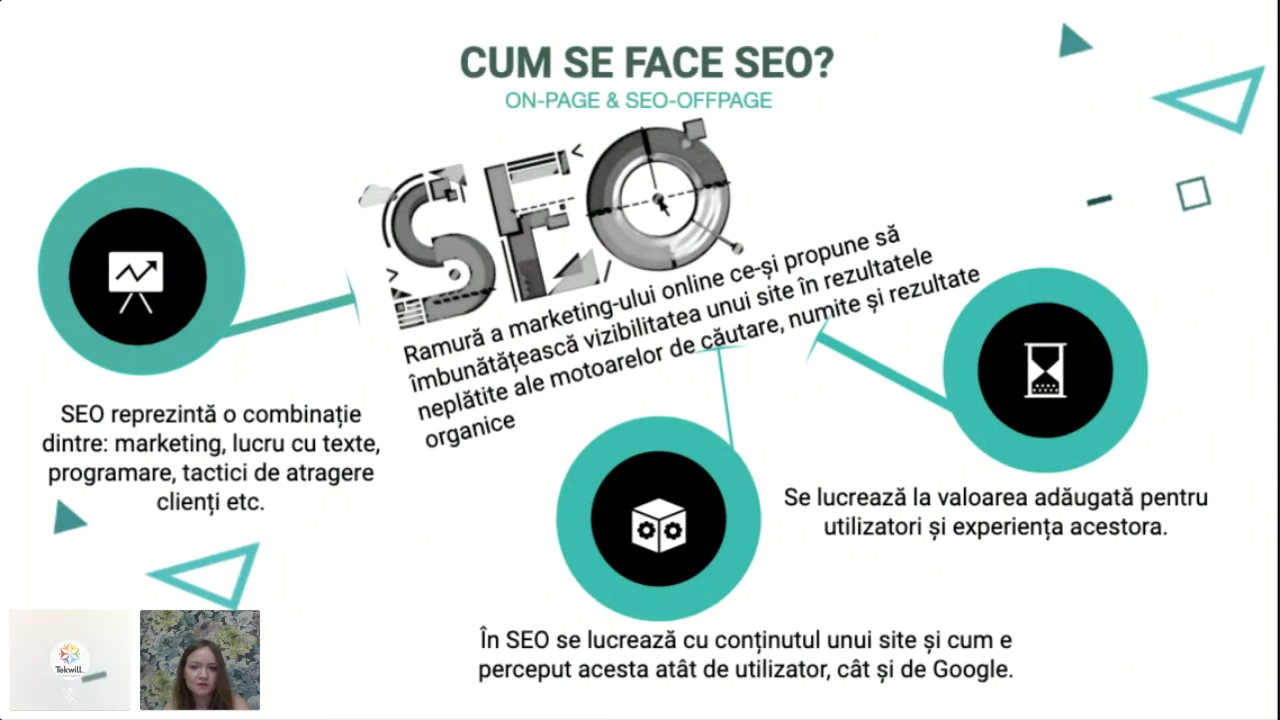 CUM SE FACE SEO?
ON-PAGE & SEO-OFFPAGE
SEO
Ramură a marketing-ului online ce-și propune să
îmbunătățească vizibilitatea unui site în rezultatele
neplătite ale motoarelor de căutare, numite și rezultate
organice
SEO reprezintă o combinație
dintre: marketing, lucru cu texte,
programare, tactici de atragere
clienți etc.
Se lucrează la valoarea adăugată pentru
utilizatori și experiența acestora.
În SEO se lucrează cu conținutul unui site și cum e
perceput acesta atât de utilizator, cât și de Google.
Tekwill